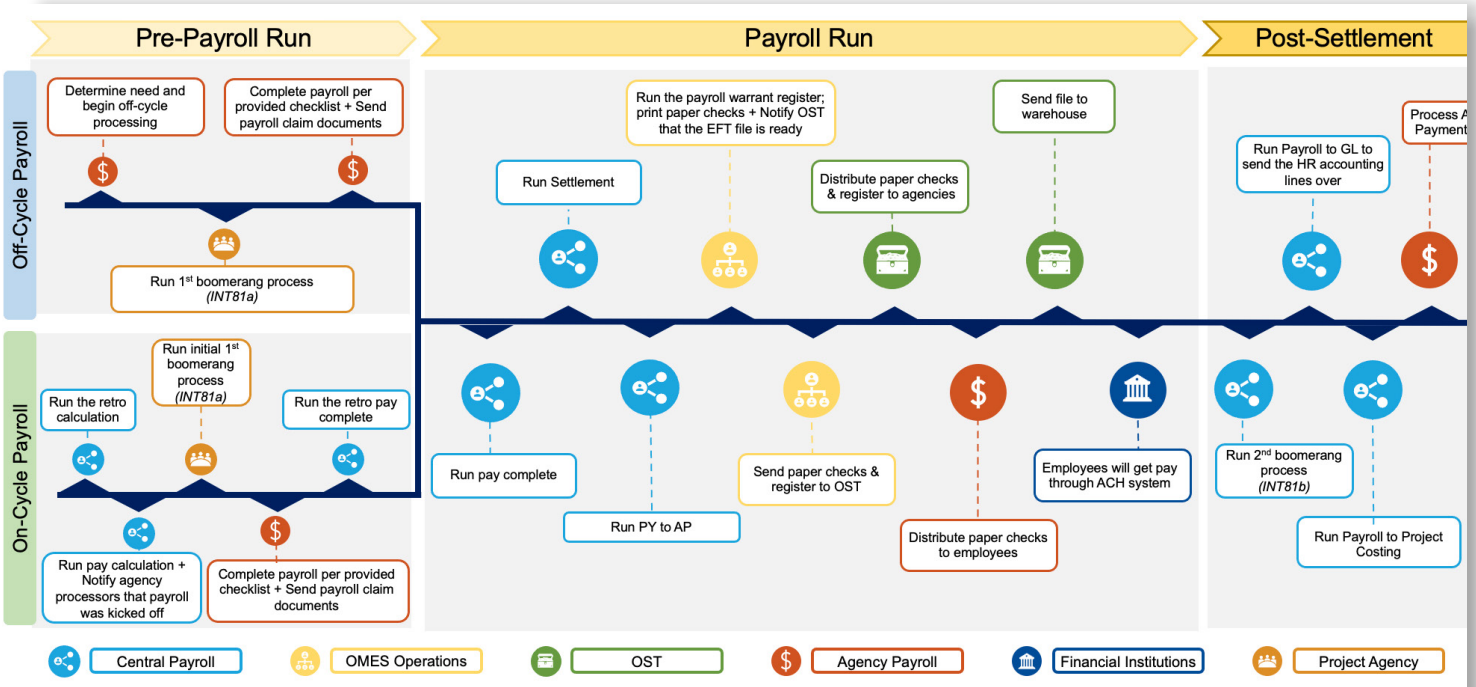 Pre-Payroll Run
Payroll Run
Post-Settlement
Off-Cycle Payroll
Determine need and
begin off-cycle
processing
Complete payroll per
provided checklist + Send
payroll claim documents
Run 1st boomerang process
(INT81a)
On-Cycle Payroll
Run the retro
calculation
Run initial 1st
boomerang
process
(INT81a)
Run the retro pay
complete
Run pay calculation +
Notify agency
processors that payroll
was kicked off
Complete payroll per provided
checklist + Send payroll claim
documents
Run Settlement
Run the payroll warrant register;
print paper checks + Notify OST
that the EFT file is ready
Distribute paper checks
& register to agencies
Send file to
warehouse
Run pay complete
Run PY to AP
Send paper checks &
register to OST
Distribute paper checks
to employees
Employees will get pay
through ACH system
Run Payroll to GL to
send the HR accounting
lines over
Process
Payment
Run 2nd boomerang
process
(INT81b)
Run Payroll to Project
Costing
Central Payroll
OMES Operations
OST
Agency Payroll
Financial Institutions
Project Agency